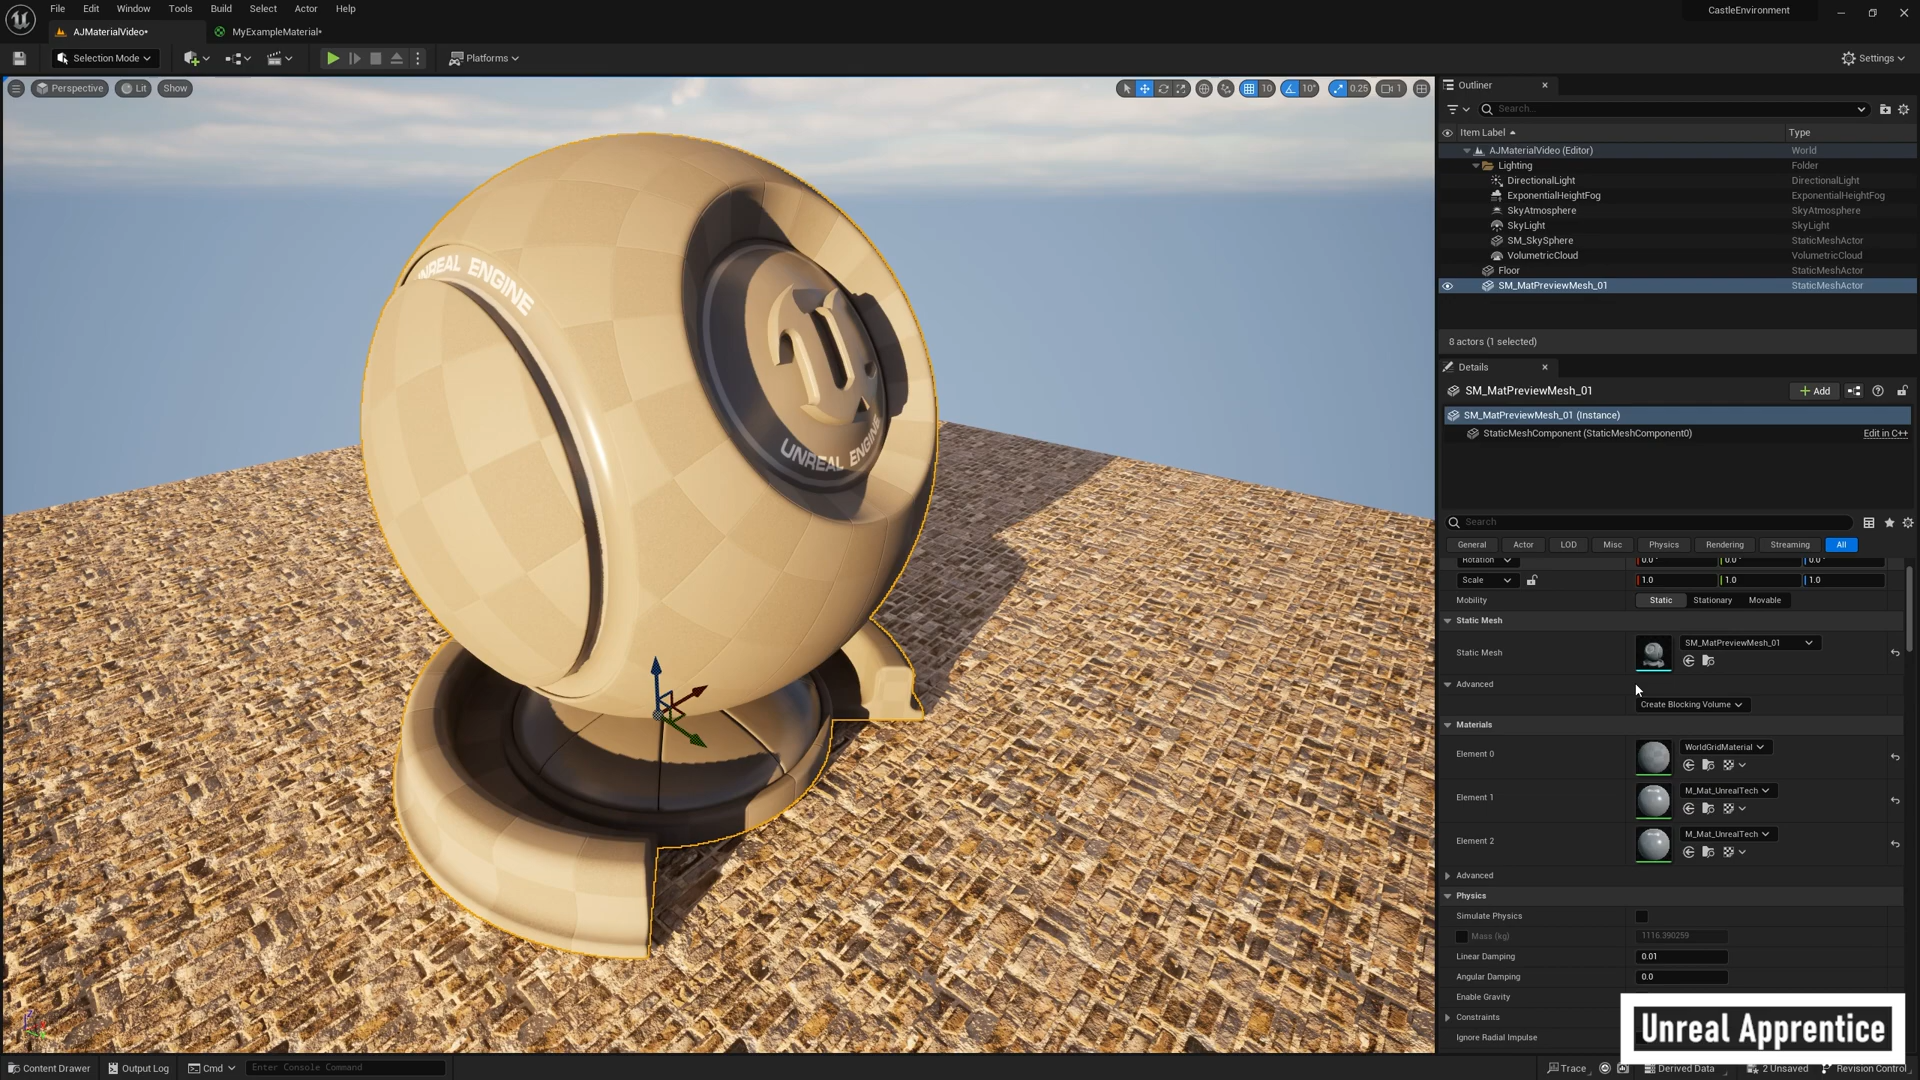 File Edit Window Tools Build Select Actor Help
CastleEnvironment
AJMaterialVideo*
MyExampleMaterial*
Selection Mode
Platforms
Settings
Perspective
Lit
Show
10
10°
0.25
1
UNREAL ENGINE
UNREAL ENGINE
Outliner
Search...
Item Label
Type
AJMaterialVideo (Editor) World
Lighting Folder
DirectionalLight DirectionalLight
ExponentialHeightFog ExponentialHeightFog
SkyAtmosphere SkyAtmosphere
SkyLight SkyLight
SM_SkySphere StaticMeshActor
VolumetricCloud VolumetricCloud
Floor StaticMeshActor
SM_MatPreviewMesh_01 StaticMeshActor
8 actors (1 selected)
Details
SM_MatPreviewMesh_01
Add
SM_MatPreviewMesh_01 (Instance)
StaticMeshComponent (StaticMeshComponent0) Edit in C++
Search
General Actor LOD Misc Physics Rendering Streaming All
Rotation 0.0° 0.0° 0.0°
Scale 1.0 1.0 1.0
Mobility Static Stationary Movable
Static Mesh
Static Mesh SM_MatPreviewMesh_01
Advanced
Create Blocking Volume
Materials
Element 0 WorldGridMaterial
Element 1 M_Mat_UnrealTech
Element 2 M_Mat_UnrealTech
Advanced
Physics
Simulate Physics
Mass (kg) 1116.390259
Linear Damping 0.01
Angular Damping 0.0
Enable Gravity
Constraints
Ignore Radial Impulse
Unreal Apprentice
Content Drawer
Output Log
Cmd
Enter Console Command
Trace
Derived Data
2 Unsaved
Revision Control